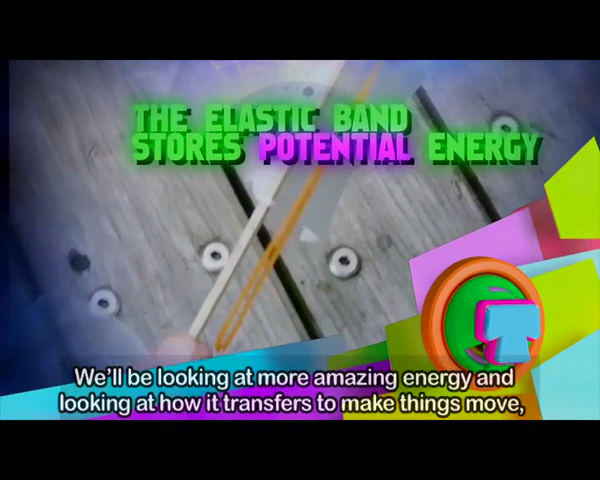 THE ELASTIC BAND
STORES POTENTIAL ENERGY
We'll be looking at more amazing energy and
looking at how it transfers to make things move,